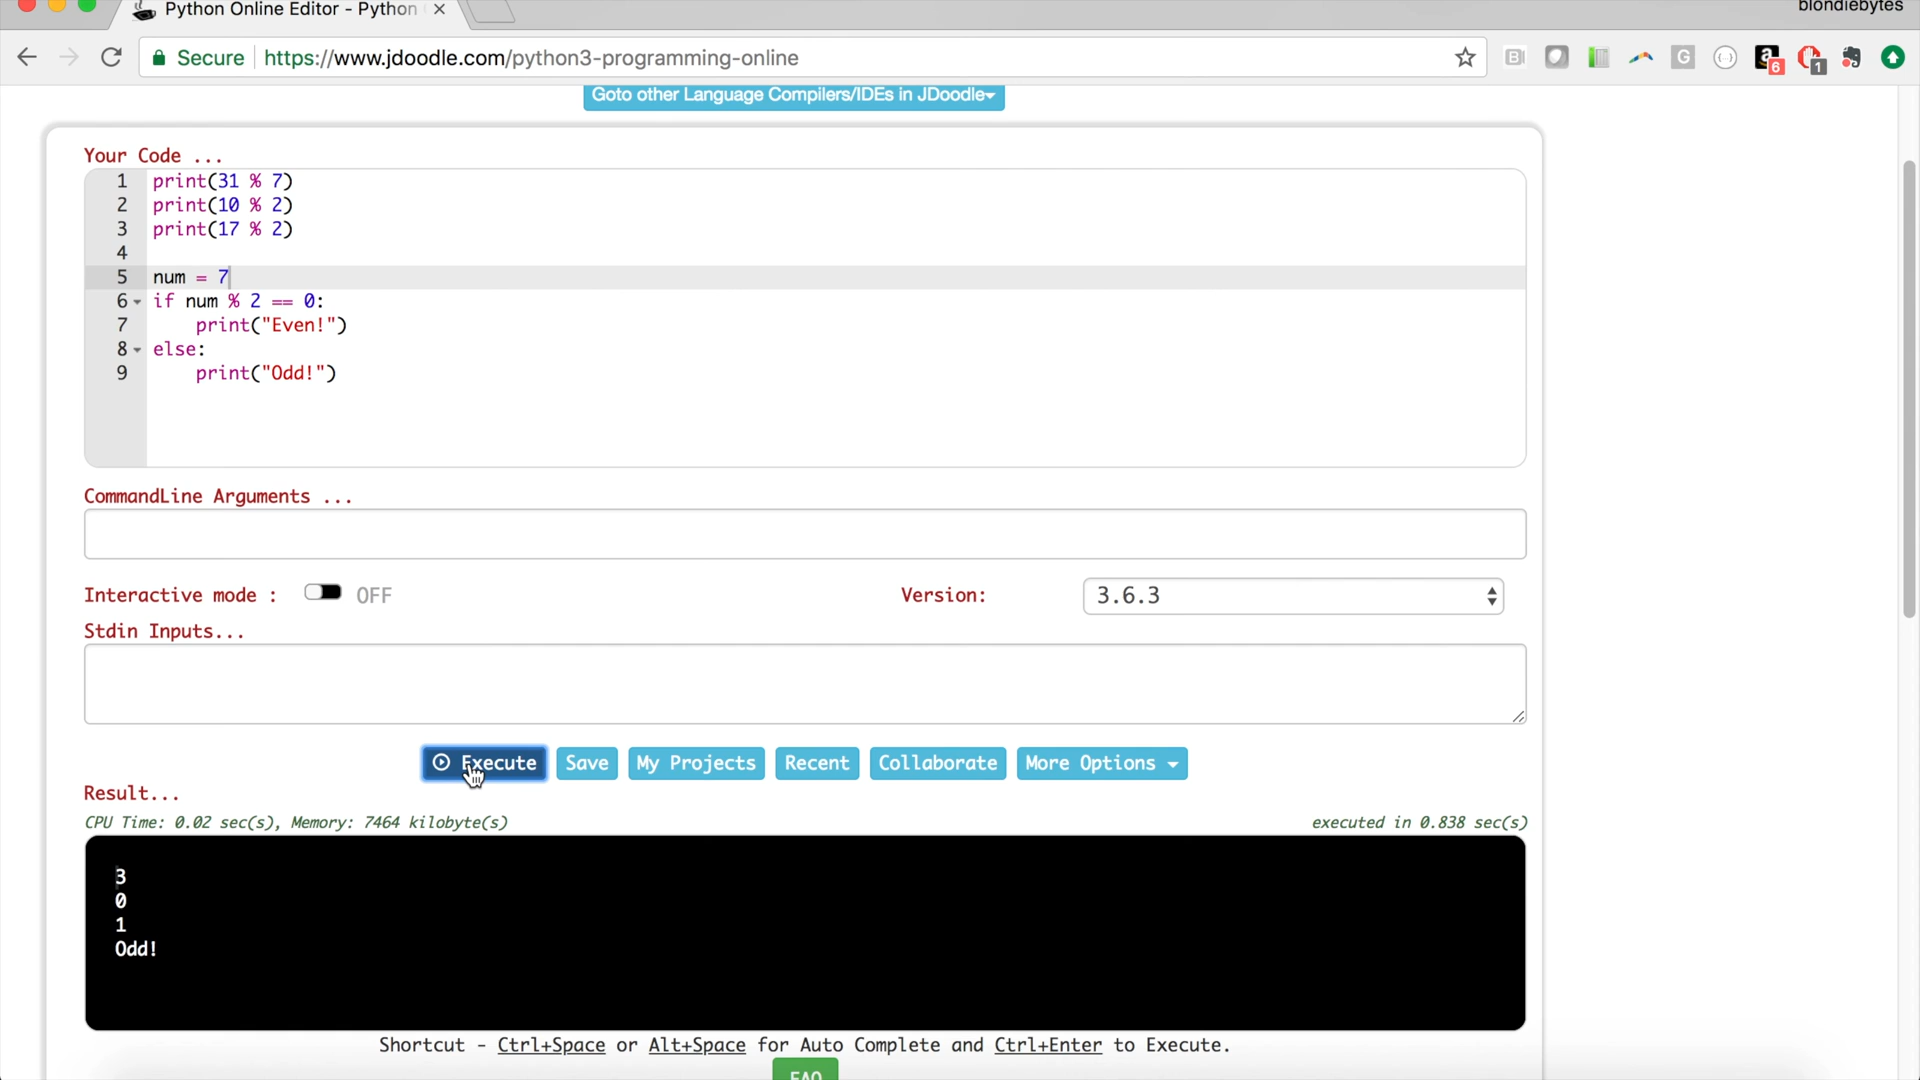 Python Online Editor - Python
blondiebytes
Secure https://www.jdoodle.com/python3-programming-online
6
1
Goto other Language Compilers/IDEs in JDoodle
Your Code ...
1 print(31 % 7)
2 print(10 % 2)
3 print(17 % 2)
4
5 num = 7
6 if num % 2 == 0:
7     print("Even!")
8 else:
9     print("Odd!")
CommandLine Arguments ...
Interactive mode : OFF
Version: 3.6.3
Stdin Inputs...
Execute Save My Projects Recent Collaborate More Options
Result...
CPU Time: 0.02 sec(s), Memory: 7464 kilobyte(s)
executed in 0.838 sec(s)
3
0
1
Odd!
Shortcut - Ctrl+Space or Alt+Space for Auto Complete and Ctrl+Enter to Execute.
FAQ